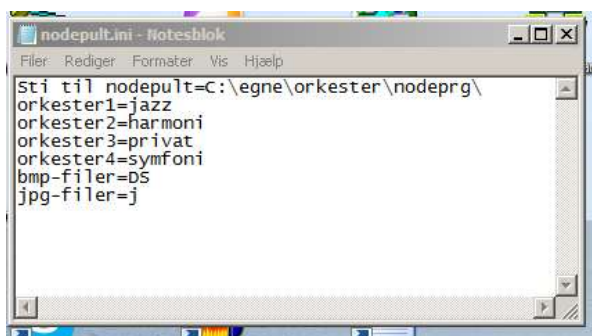 nodepult.ini - Notesblok
Filer Rediger Formater Vis Hjælp
Sti til nodepult=C:\egne\orkester\nodeprg\
orkester1=jazz
orkester2=harmoni
orkester3=privat
orkester4=symfoni
bmp-filer=DS
jpg-filer=j